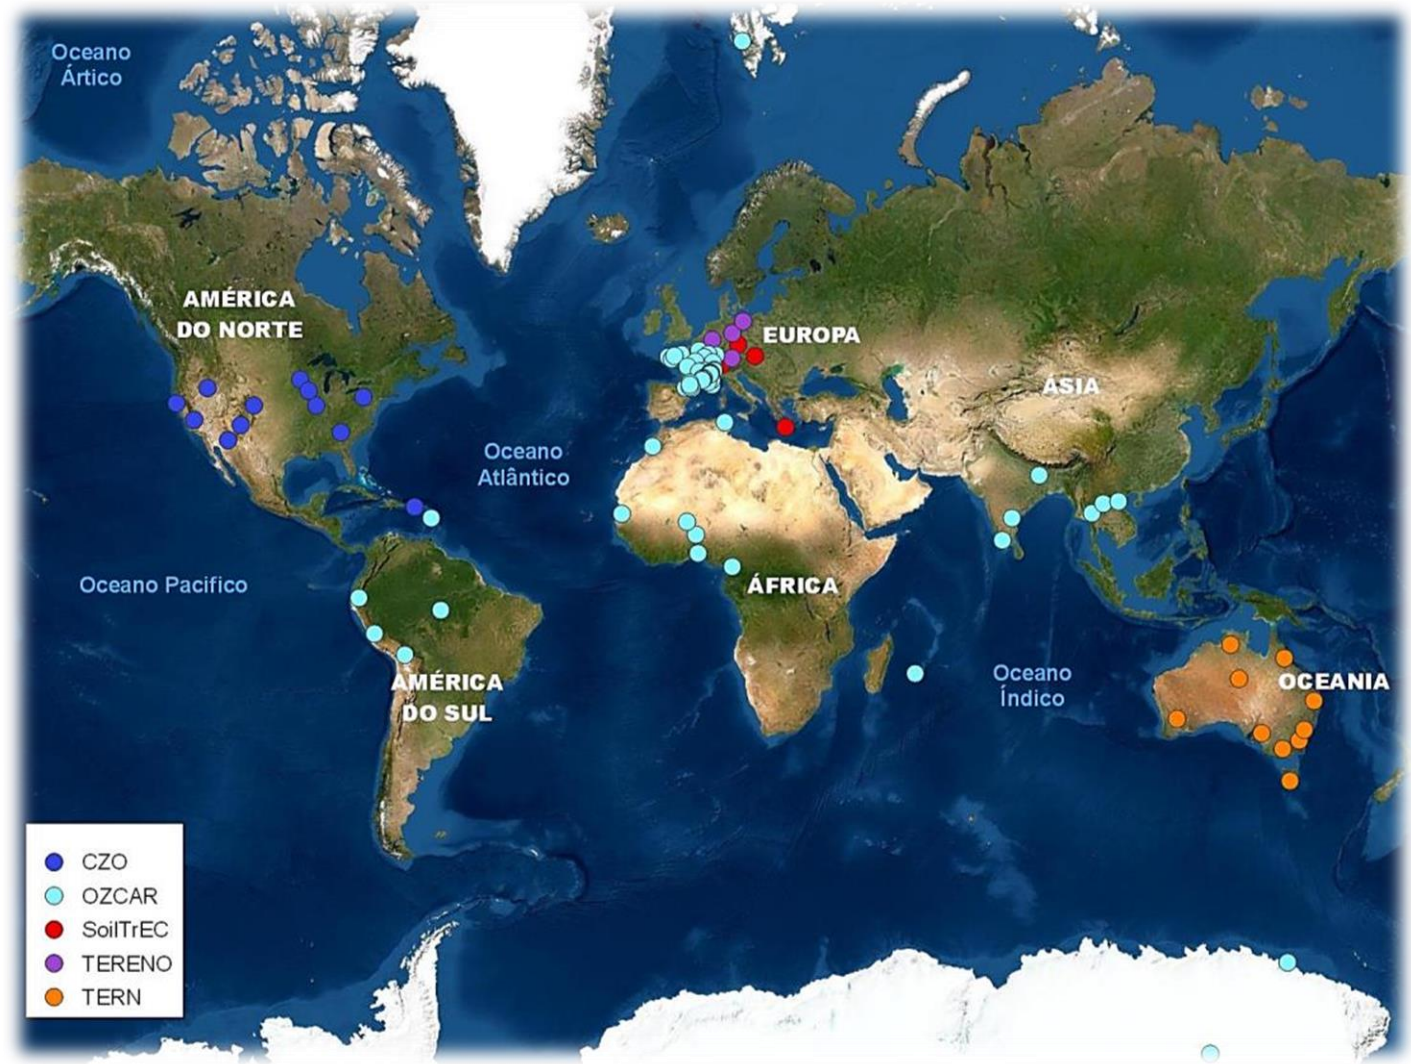 Oceano
Ártico
AMÉRICA
DO NORTE
EUROPA
ÁSIA
Oceano
Atlântico
Oceano Pacifico
ÁFRICA
Oceano
Índico
OCEANIA
AMÉRICA
DO SUL
CZO
OZCAR
SoilTrEC
TERENO
TERN